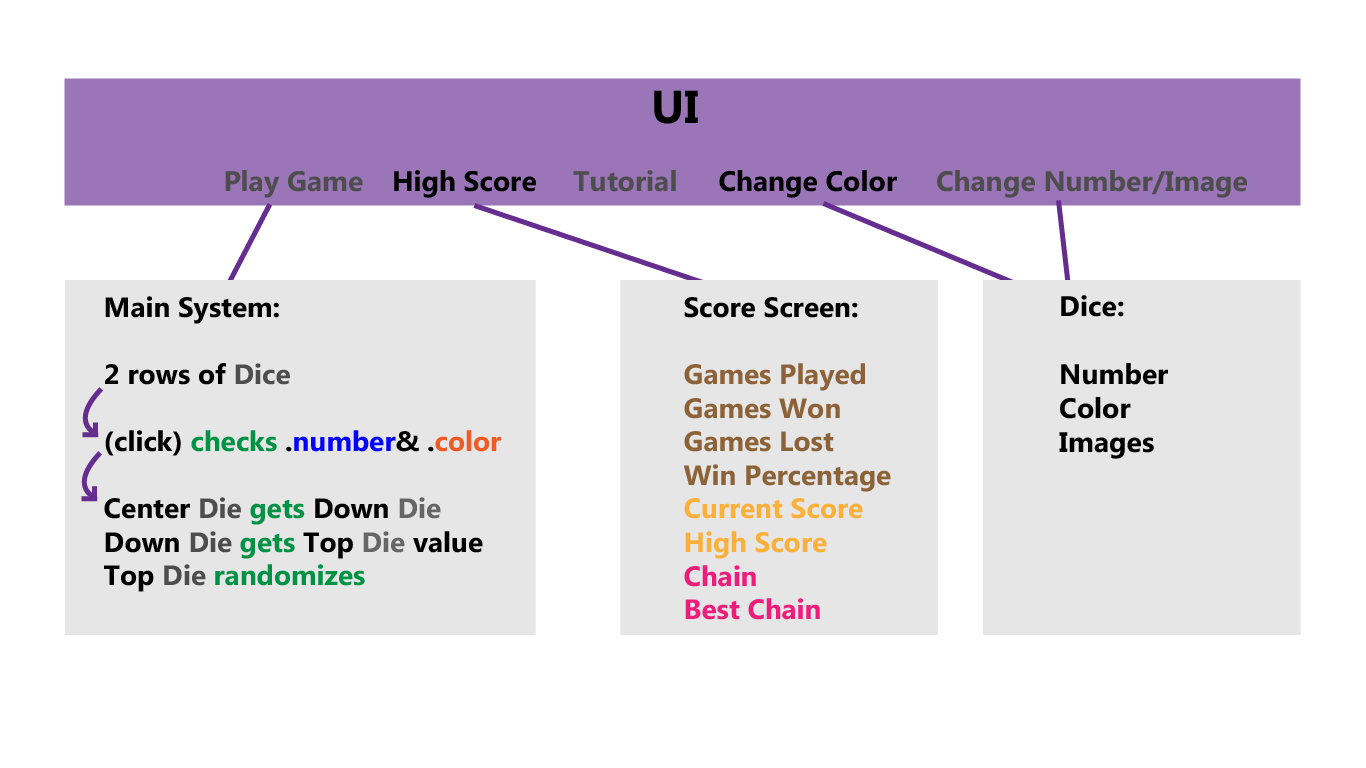 UI
Play Game High Score Tutorial Change Color Change Number/Image
Main System:
2 rows of Dice
(click) checks .number& .color
Center Die gets Down Die
Down Die gets Top Die value
Top Die randomizes
Score Screen:
Games Played
Games Won
Games Lost
Win Percentage
Current Score
High Score
Chain
Best Chain
Dice:
Number
Color
Images